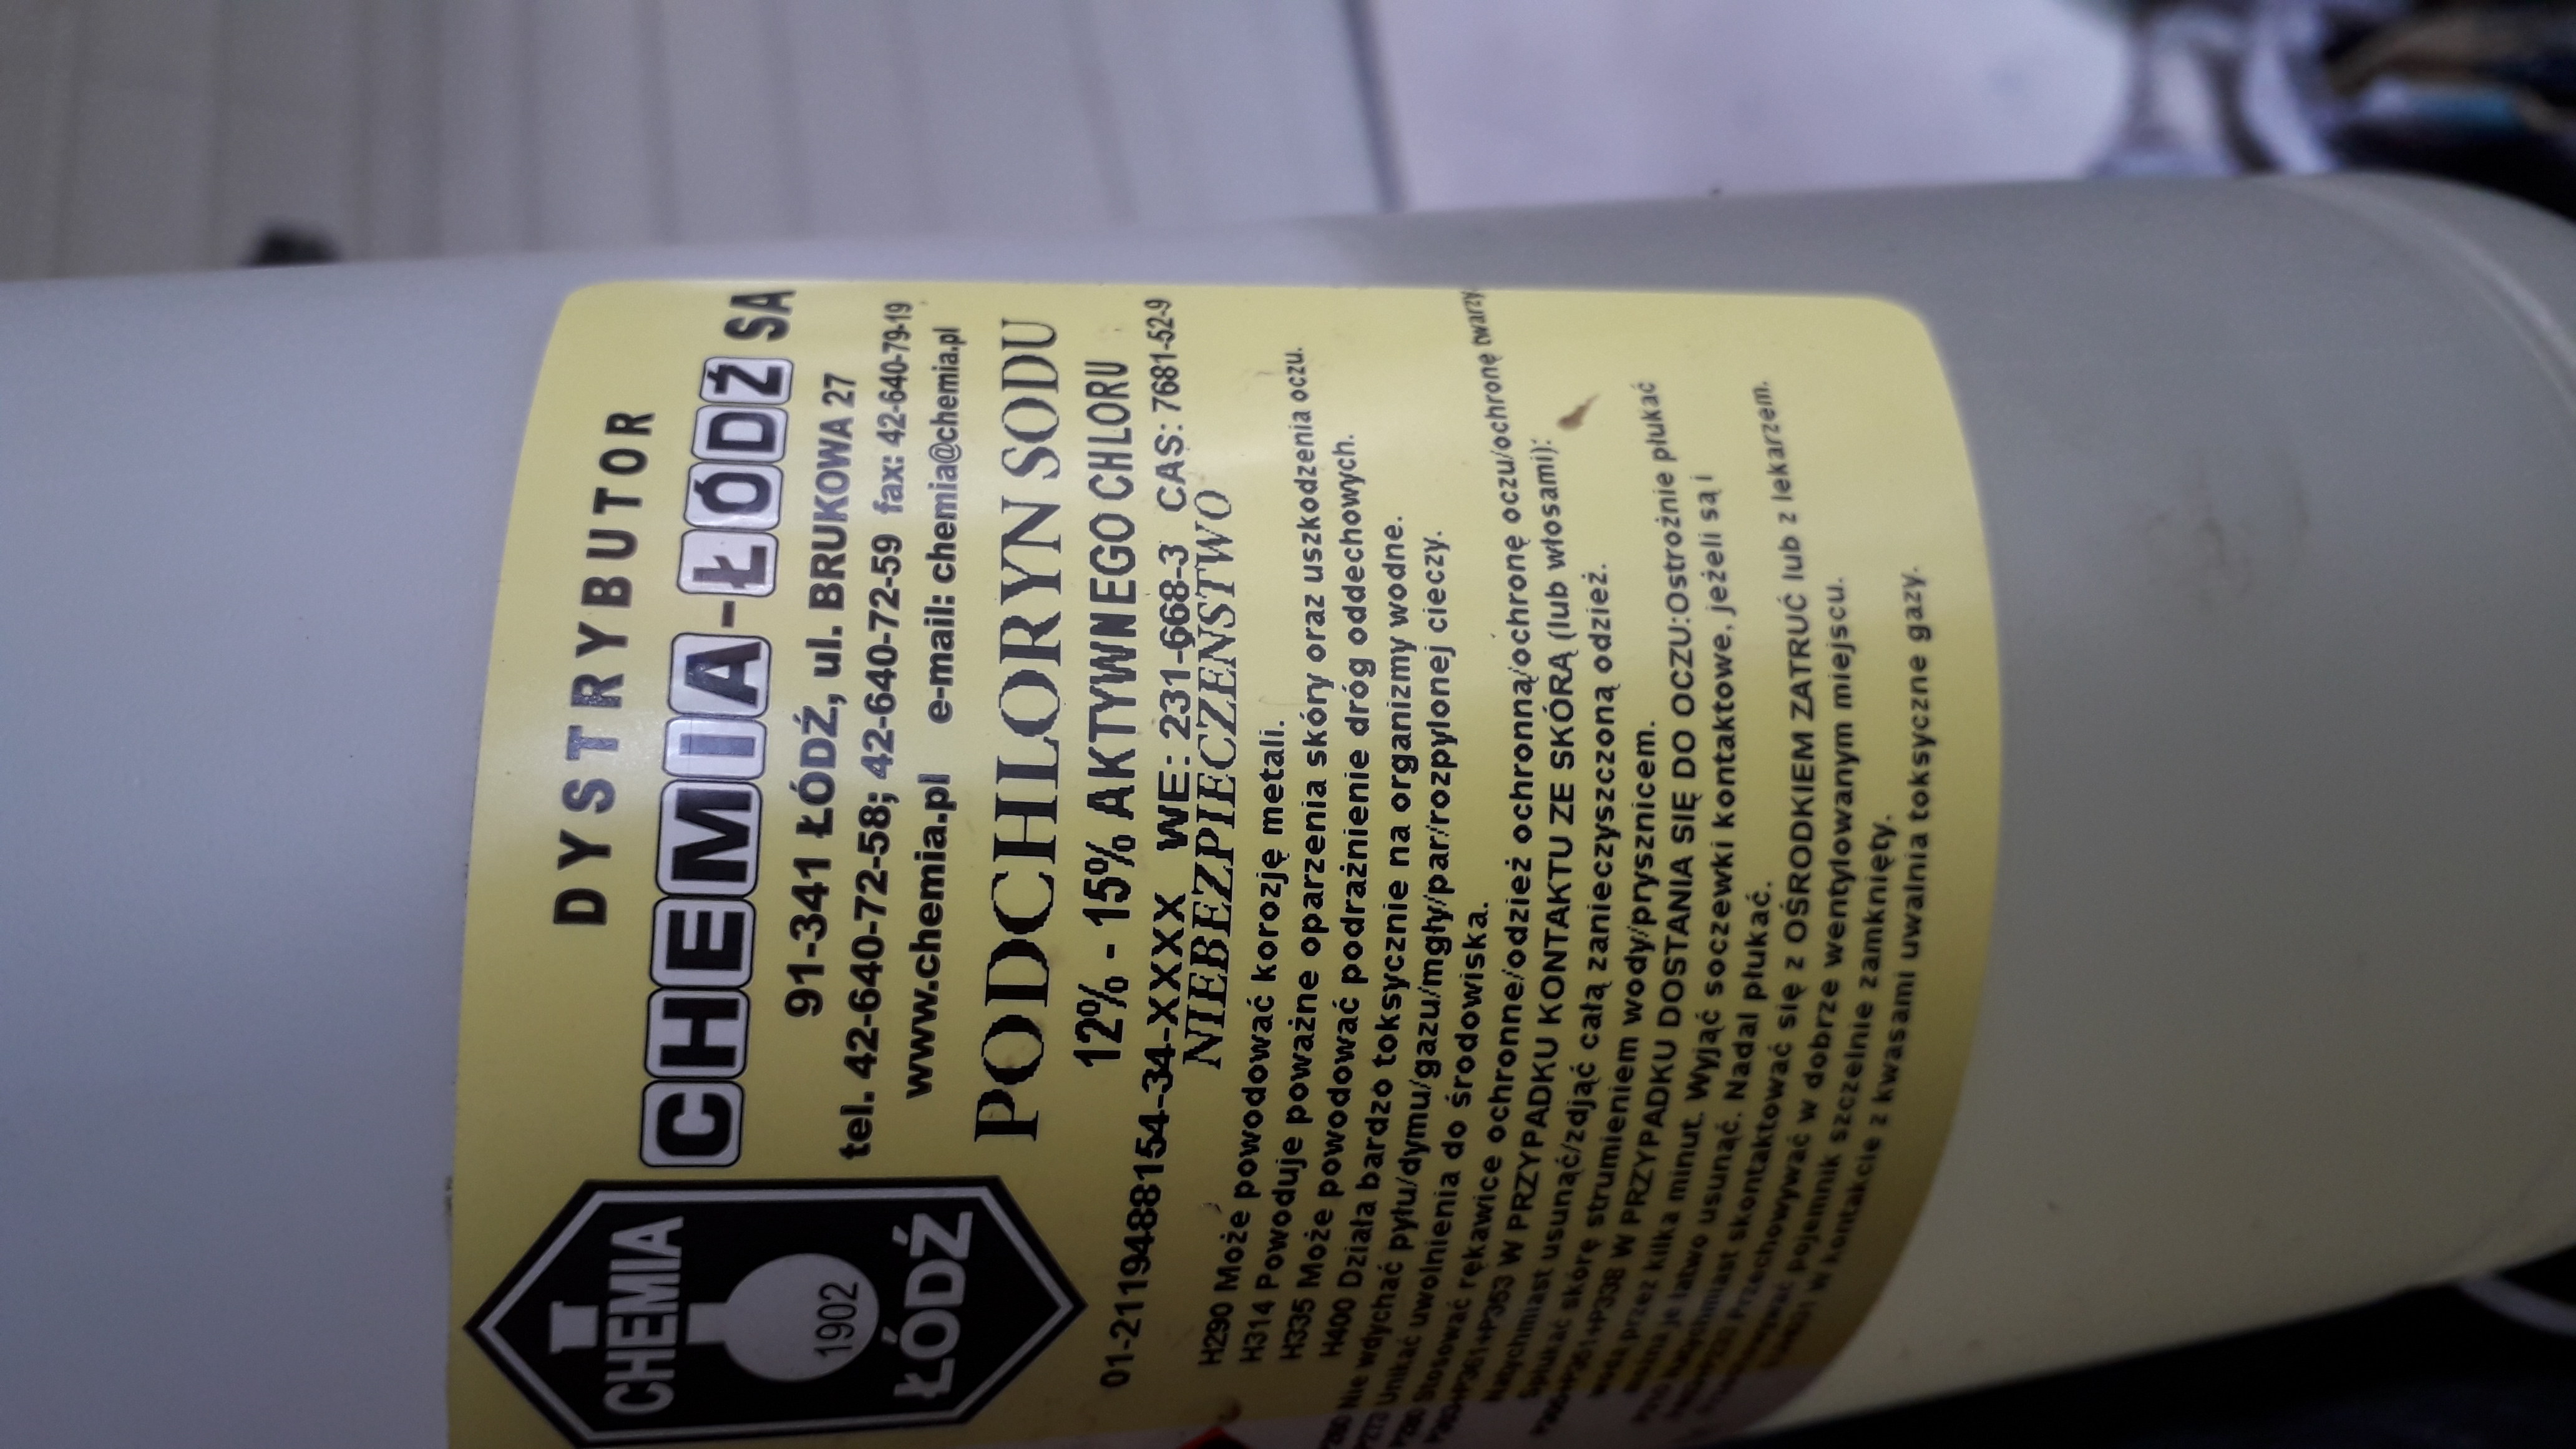 DYSTRYBUTOR
CHEMIA-ŁÓDŹ SA
91-341 ŁÓDŹ, ul. BRUKOWA 27
tel. 42-640-72-58; 42-640-72-59 fax: 42-640-79-19
www.chemia.pl e-mail: chemia@chemia.pl
CHEMIA
1902
ŁÓDŹ
PODCHLORYN SODU
12% - 15% AKTYWNEGO CHLORU
01-2119488154-34-XXXX WE: 231-668-3 CAS: 7681-52-9
NIEBEZPIECZENSTWO
H290 Może powodować korozję metali.
H314 Powoduje poważne oparzenia skóry oraz uszkodzenia oczu.
H335 Może powodować podrażnienie dróg oddechowych.
H400 Działa bardzo toksycznie na organizmy wodne.
Nie wdychać pyłu/dymu/gazu/mgły/par/rozpylonej cieczy.
P273 Unikać uwolnienia do środowiska.
P280 Stosować rękawice ochronne/odzież ochronną/ochronę oczu/ochronę twarzy
W PRZYPADKU KONTAKTU ZE SKÓRĄ (lub włosami):
Natychmiast usunąć/zdjąć całą zanieczyszczoną odzież.
Spłukać skórę strumieniem wody/prysznicem.
P305+P351+P338 W PRZYPADKU DOSTANIA SIĘ DO OCZU:Ostrożnie płukać
wodą przez kilka minut. Wyjąć soczewki kontaktowe, jeżeli są i
można je łatwo usunąć. Nadal płukać.
Natychmiast skontaktować się z OŚRODKIEM ZATRUĆ lub z lekarzem.
Przechowywać w dobrze wentylowanym miejscu.
pojemnik szczelnie zamknięty.
W kontakcie z kwasami uwalnia toksyczne gazy.